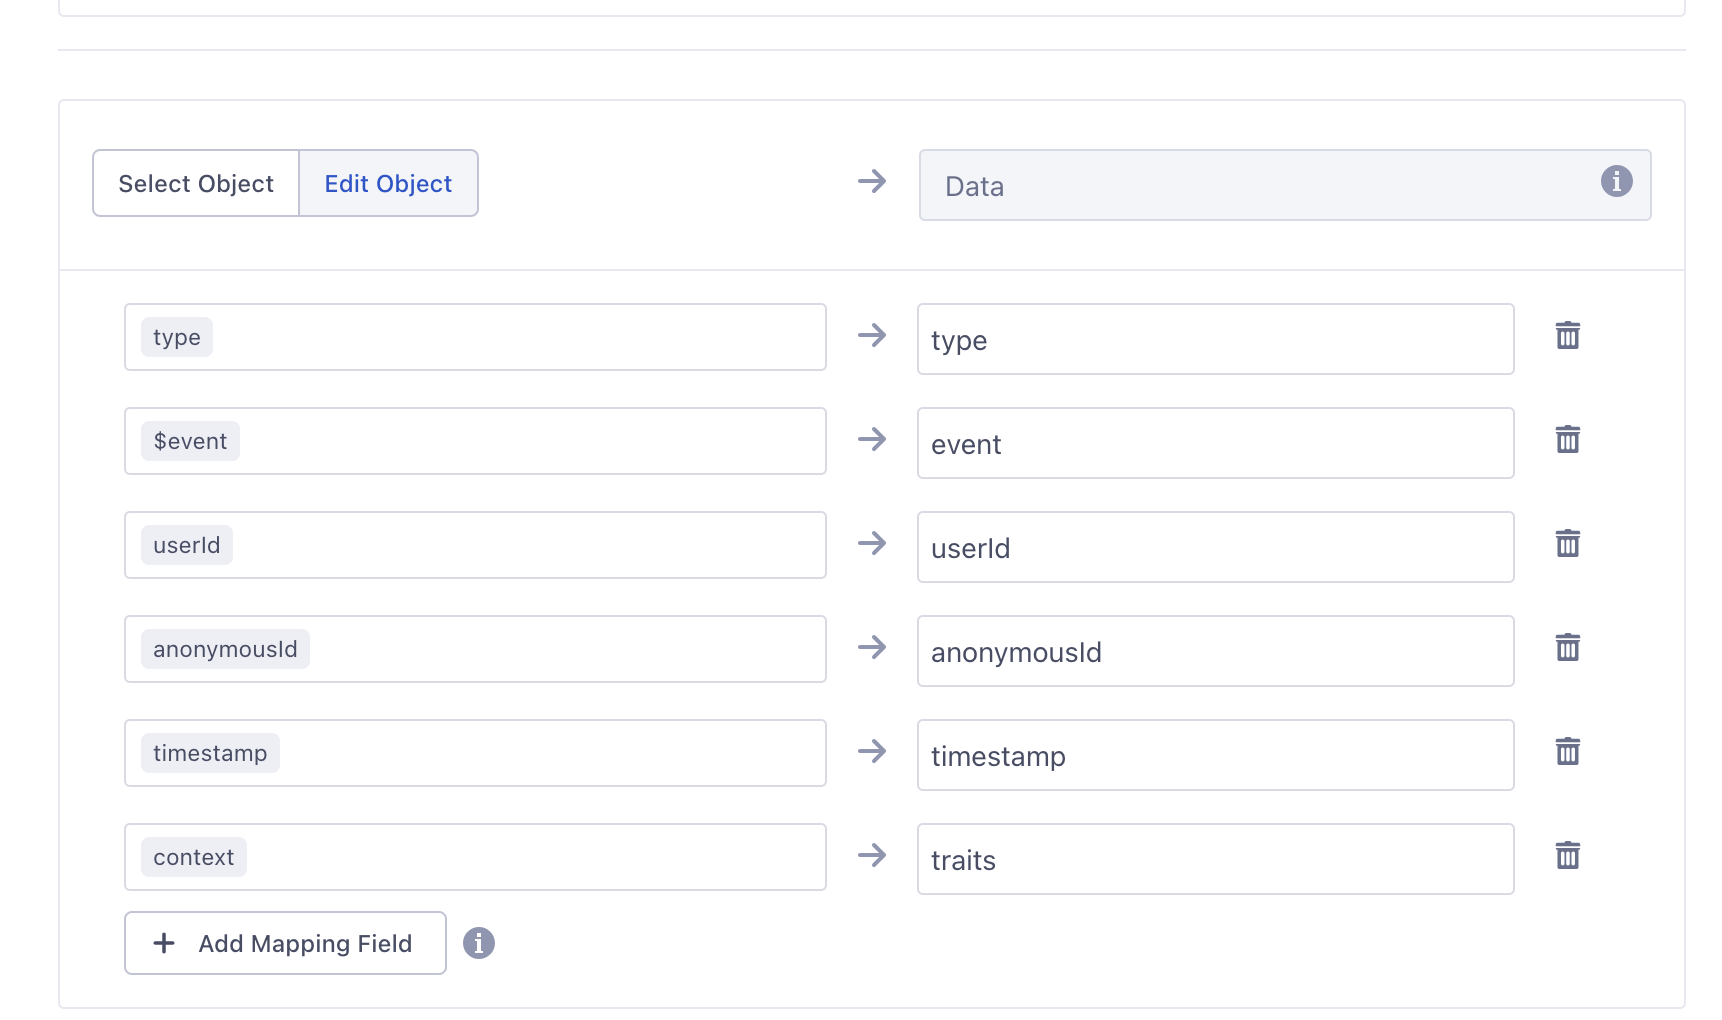 Select Object Edit Object → Data
type → type
$event → event
userId → userId
anonymousId → anonymousId
timestamp → timestamp
context → traits
+ Add Mapping Field